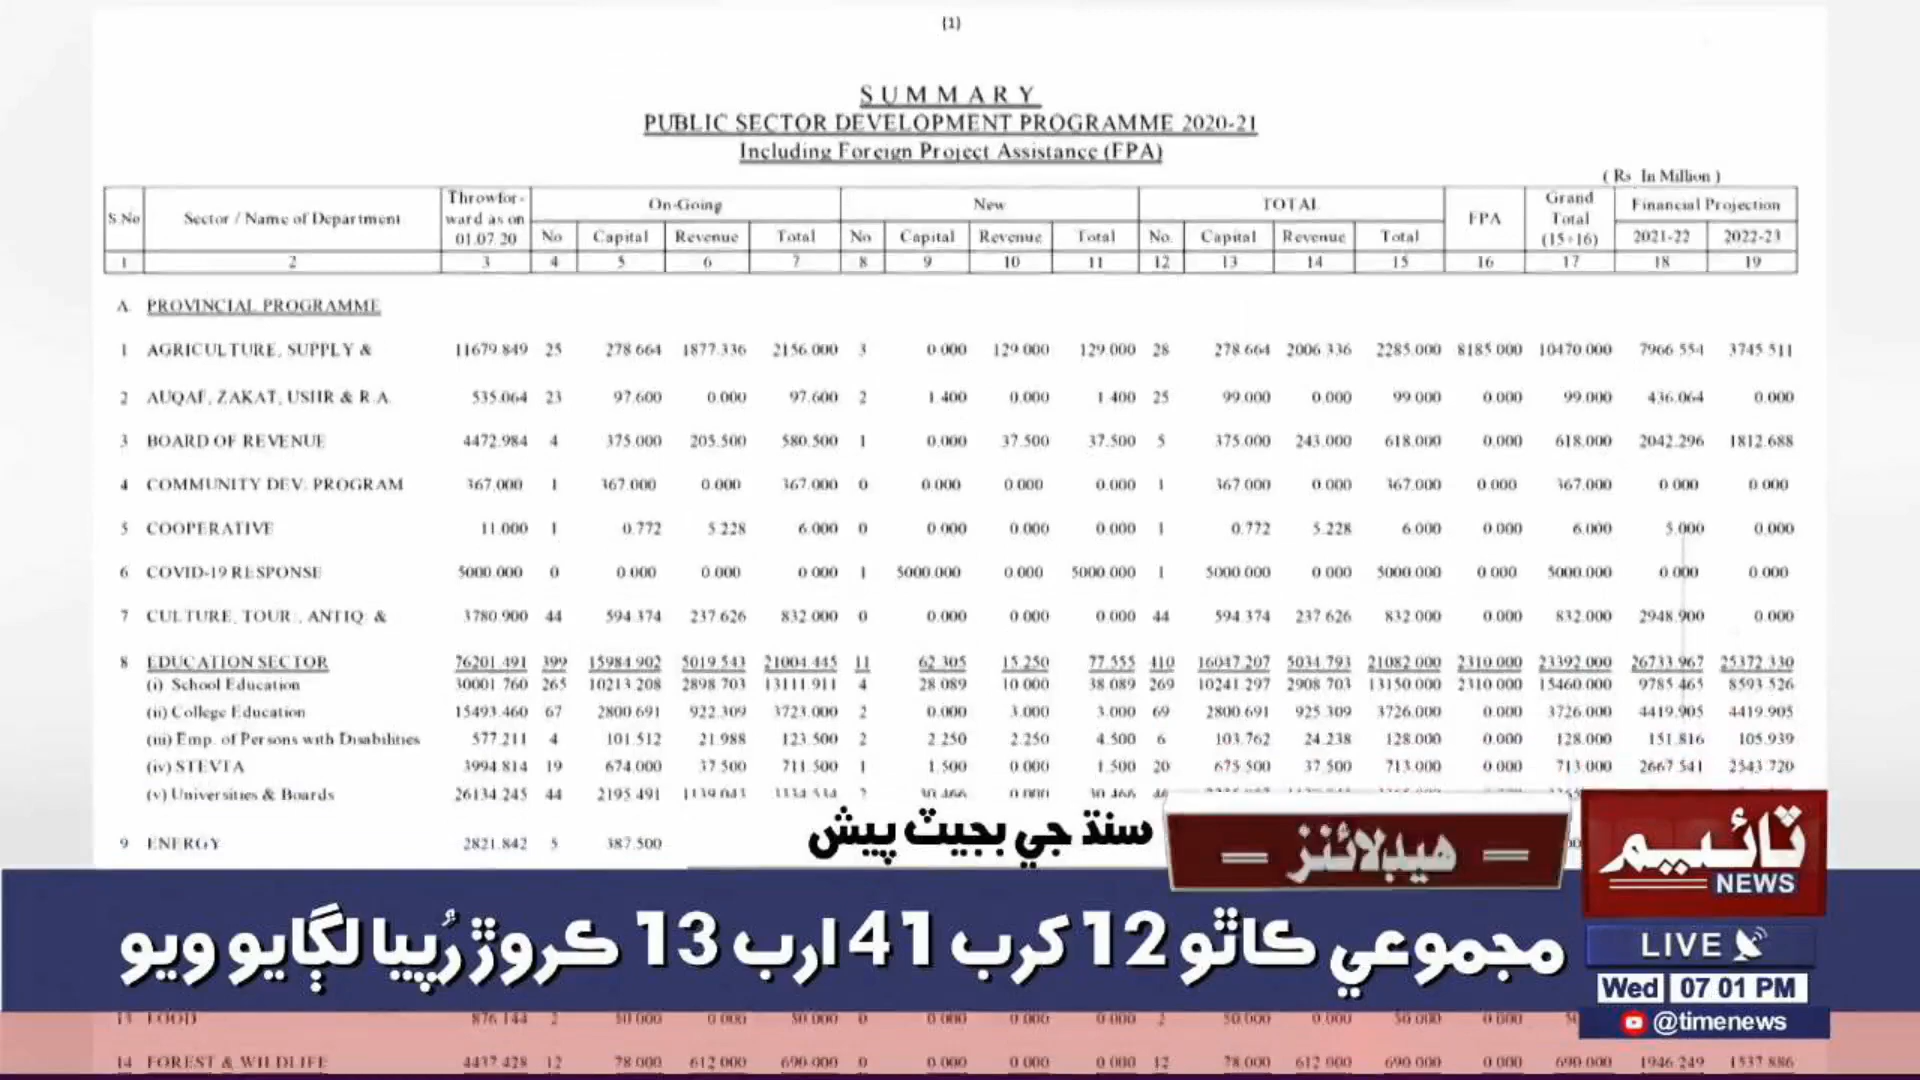 (1)
SUMMARY
PUBLIC SECTOR DEVELOPMENT PROGRAMME 2020-21
Including Foreign Project Assistance (FPA)
( Rs In Million )
S.No Sector / Name of Department Throwfor- ward as on 01.07.20 On-Going New TOTAL FPA Grand Total (15+16) Financial Projection
No Capital Revenue Total No Capital Revenue Total No. Capital Revenue Total 2021-22 2022-23
1 2 3 4 5 6 7 8 9 10 11 12 13 14 15 16 17 18 19
A. PROVINCIAL PROGRAMME
1 AGRICULTURE, SUPPLY & 11679.849 25 278.664 1877.336 2156.000 3 0.000 129.000 129.000 28 278.664 2006.336 2285.000 8185.000 10470.000 7966.554 3745.511
2 AUQAF, ZAKAT, USHR & R.A. 535.064 23 97.600 0.000 97.600 2 1.400 0.000 1.400 25 99.000 0.000 99.000 0.000 99.000 436.064 0.000
3 BOARD OF REVENUE 4472.984 4 375.000 205.500 580.500 1 0.000 37.500 37.500 5 375.000 243.000 618.000 0.000 618.000 2042.296 1812.688
4 COMMUNITY DEV. PROGRAM 367.000 1 367.000 0.000 367.000 0 0.000 0.000 0.000 1 367.000 0.000 367.000 0.000 367.000 0.000 0.000
5 COOPERATIVE 11.000 1 0.772 5.228 6.000 0 0.000 0.000 0.000 1 0.772 5.228 6.000 0.000 6.000 5.000 0.000
6 COVID-19 RESPONSE 5000.000 0 0.000 0.000 0.000 1 5000.000 0.000 5000.000 1 5000.000 0.000 5000.000 0.000 5000.000 0.000 0.000
7 CULTURE, TOUR., ANTIQ. & 3780.900 44 594.374 237.626 832.000 0 0.000 0.000 0.000 44 594.374 237.626 832.000 0.000 832.000 2948.900 0.000
8 EDUCATION SECTOR 76201.491 399 15984.902 5019.543 21004.445 11 62.305 15.250 77.555 410 16047.207 5034.793 21082.000 2310.000 23392.000 26733.967 25372.330
(i) School Education 30001.760 265 10213.208 2898.703 13111.911 4 28.089 10.000 38.089 269 10241.297 2908.703 13150.000 2310.000 15460.000 9785.465 8593.526
(ii) College Education 15493.460 67 2800.691 922.309 3723.000 2 0.000 3.000 3.000 69 2800.691 925.309 3726.000 0.000 3726.000 4419.905 4419.905
(iii) Emp. of Persons with Disabilities 577.211 4 101.512 21.988 123.500 2 2.250 2.250 4.500 6 103.762 24.238 128.000 0.000 128.000 151.816 105.939
(iv) STEVTA 3994.814 19 674.000 37.500 711.500 1 1.500 0.000 1.500 20 675.500 37.500 713.000 0.000 713.000 2667.541 2543.720
(v) Universities & Boards 26134.245 44 2195.491 1139.043 3334.534 2 30.466 0.000 30.466
9 ENERGY 2821.842 5 387.500
سنڌ جي بجيٽ پيش
هيڊلائنز
ٽائيم
NEWS
مجموعي ڪاٿو 12 کرب 41 ارب 13 ڪروڙ رُپيا لڳايو ويو
LIVE
Wed 07 01 PM
@timenews
13 FOOD 876.144 2 50.000 0.000 50.000 0 0.000 0.000 0.000 2 50.000 0.000 50.000 0.000
14 FOREST & WILDLIFE 4437.428 12 78.000 612.000 690.000 0 0.000 0.000 0.000 12 78.000 612.000 690.000 0.000 690.000 1946.249 1537.886